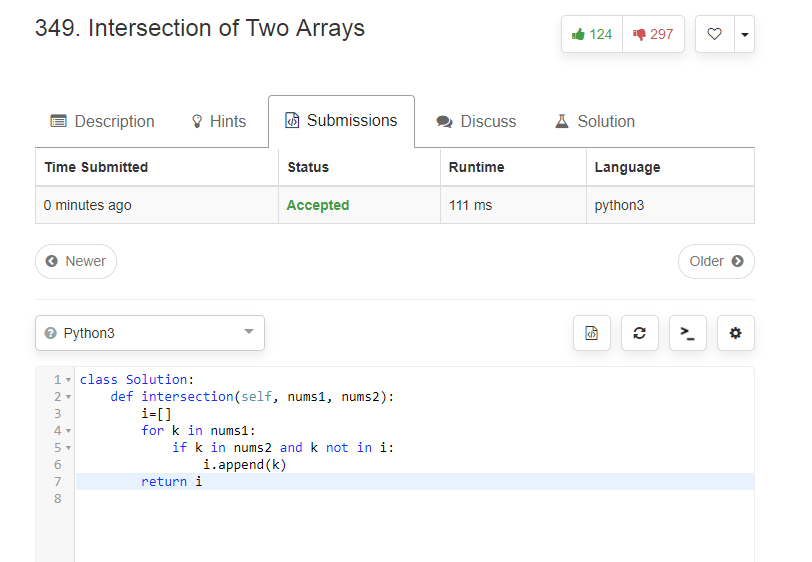 349. Intersection of Two Arrays
124 297
Description Hints Submissions Discuss Solution
Time Submitted Status Runtime Language
0 minutes ago Accepted 111 ms python3
Newer Older
Python3
1 class Solution:
2     def intersection(self, nums1, nums2):
3         i=[]
4         for k in nums1:
5             if k in nums2 and k not in i:
6                 i.append(k)
7         return i
8